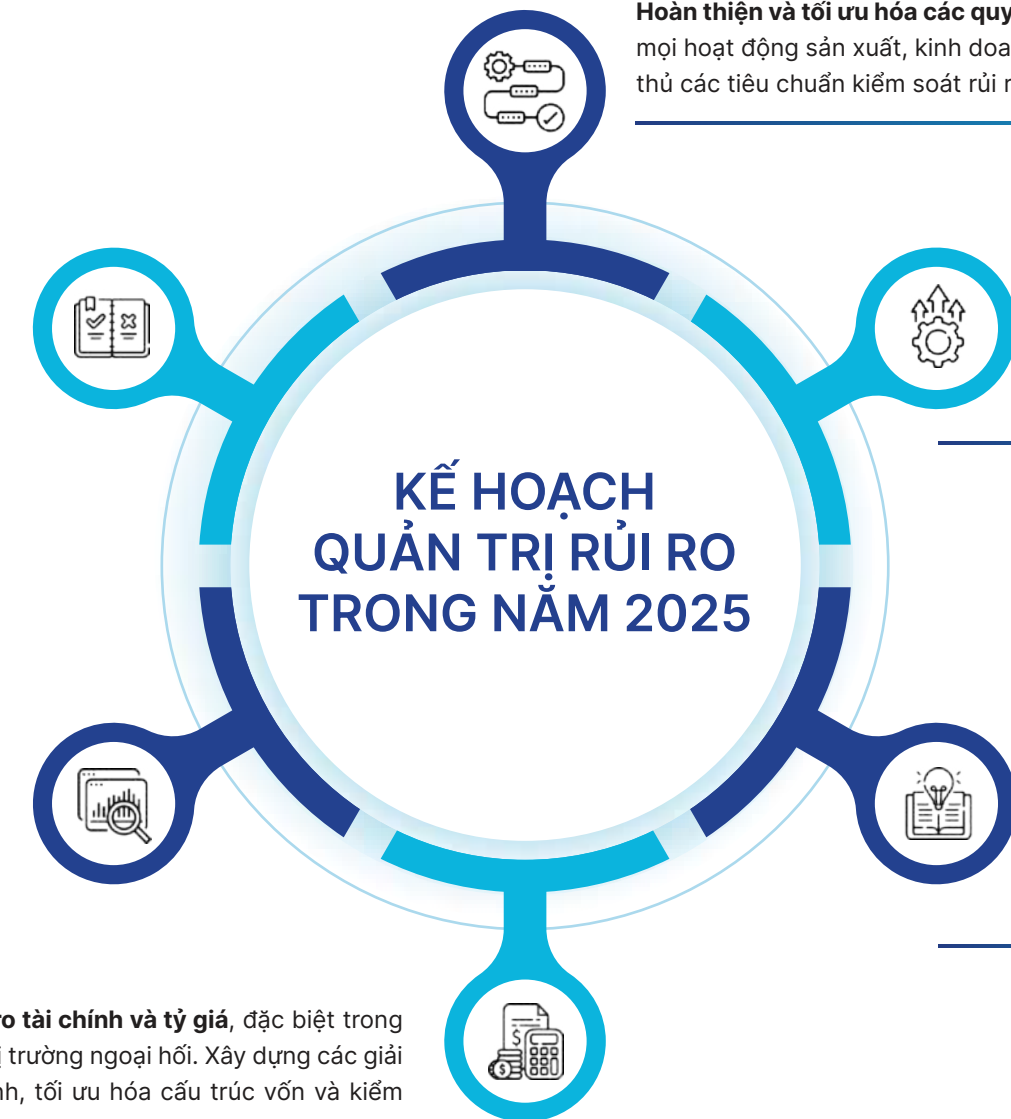 Hoàn thiện và tối ưu hóa các quy
mọi hoạt động sản xuất, kinh doa
thủ các tiêu chuẩn kiểm soát rủi
KẾ HOẠCH
QUẢN TRỊ RỦI RO
TRONG NĂM 2025
ro tài chính và tỷ giá, đặc biệt trong
trường ngoại hối. Xây dựng các giải
tối ưu hóa cấu trúc vốn và kiểm